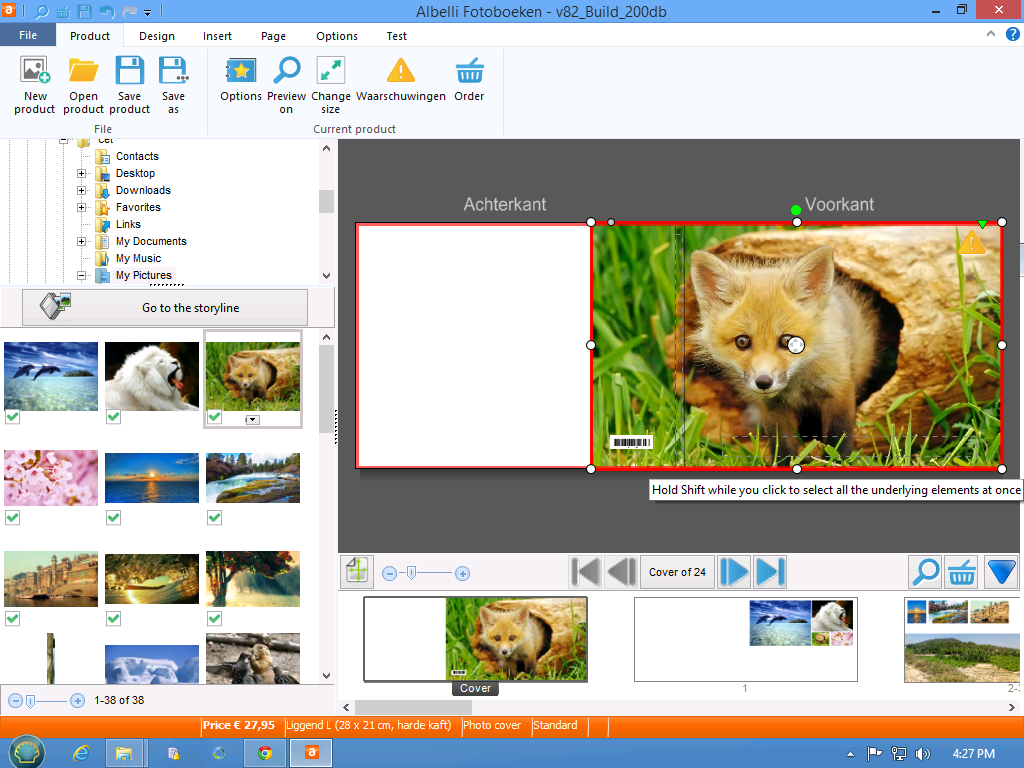 Albelli Fotoboeken - v82_Build_200db
File Product Design Insert Page Options Test
New product
Open product
Save product
Save as
File
Options
Preview on
Change size
Waarschuwingen
Order
Current product
Cet
Contacts
Desktop
Downloads
Favorites
Links
My Documents
My Music
My Pictures
Go to the storyline
1-38 of 38
Achterkant
Voorkant
Hold Shift while you click to select all the underlying elements at once
Cover of 24
Cover
1
2-
Price € 27,95 Liggend L (28 x 21 cm, harde kaft) Photo cover Standard
4:27 PM